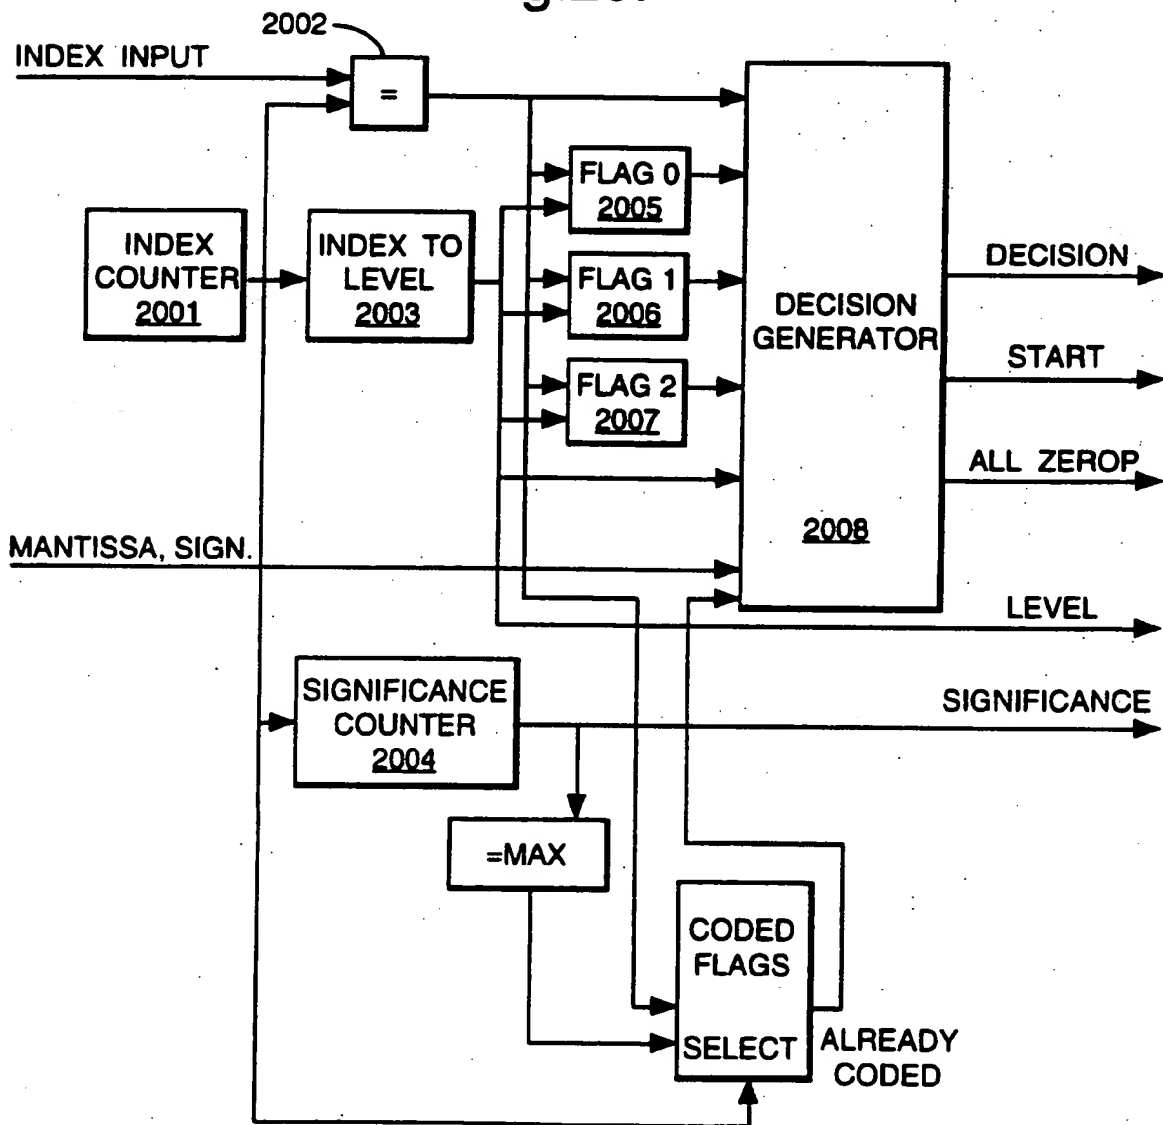 2002
INDEX INPUT
=
FLAG 0
2005
INDEX
COUNTER
2001
INDEX TO
LEVEL
2003
FLAG 1
2006
FLAG 2
2007
DECISION
GENERATOR
2008
DECISION
START
ALL ZEROP
MANTISSA, SIGN.
LEVEL
SIGNIFICANCE
COUNTER
2004
SIGNIFICANCE
=MAX
CODED
FLAGS
SELECT
ALREADY
CODED